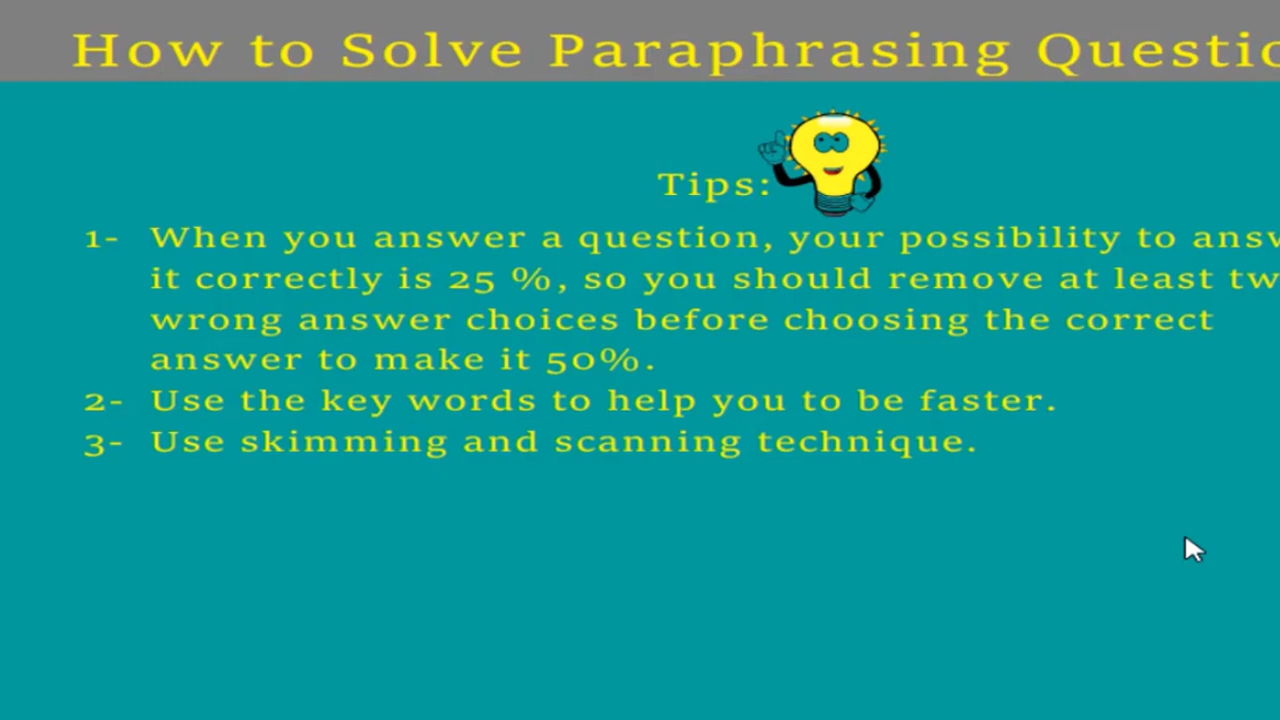 How to Solve Paraphrasing
Tips:
1- When you answer a question, your possibility to
it correctly is 25 %, so you should remove at least
wrong answer choices before choosing the correct
answer to make it 50%.
2- Use the key words to help you to be faster.
3- Use skimming and scanning technique.